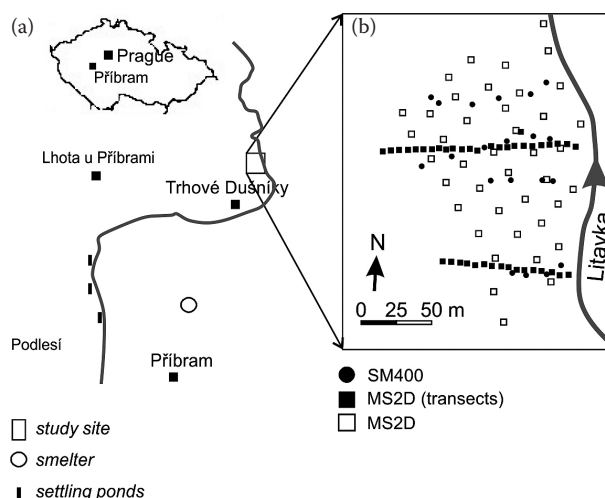 (a)
Prague
Příbram
Lhota u Příbrami
Trhové Dušníky
Podlesí
Příbram
study site
smelter
settling ponds
(b)
Litavka
N
0 25 50 m
SM400
MS2D (transects)
MS2D